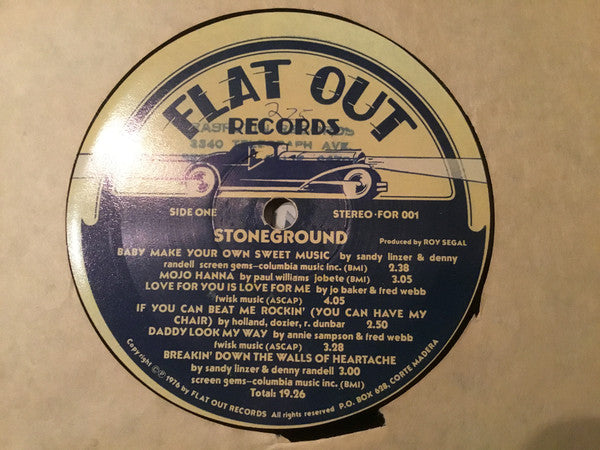 FLAT OUT
275
RECORDS
2340 TELEGRAPH AVE
SIDE ONE
STEREO·FOR 001
STONEGROUND
Produced by ROY SEGAL
BABY MAKE YOUR OWN SWEET MUSIC by sandy linzer & denny
randell screen gems–columbia music inc. (BMI) 2.38
MOJO HANNA by paul williams jobete (BMI) 3.05
LOVE FOR YOU IS LOVE FOR ME by jo baker & fred webb
fwisk music (ASCAP) 4.05
IF YOU CAN BEAT ME ROCKIN' (YOU CAN HAVE MY
CHAIR) by holland, dozier, r. dunbar 2.50
DADDY LOOK MY WAY by annie sampson & fred webb
fwisk music (ASCAP) 3.28
BREAKIN' DOWN THE WALLS OF HEARTACHE
by sandy linzer & denny randell 3.00
screen gems–columbia music inc. (BMI)
Total: 19.26
Copyright ©℗ 1976 by FLAT OUT RECORDS All rights reserved P.O. BOX 628, CORTE MADERA